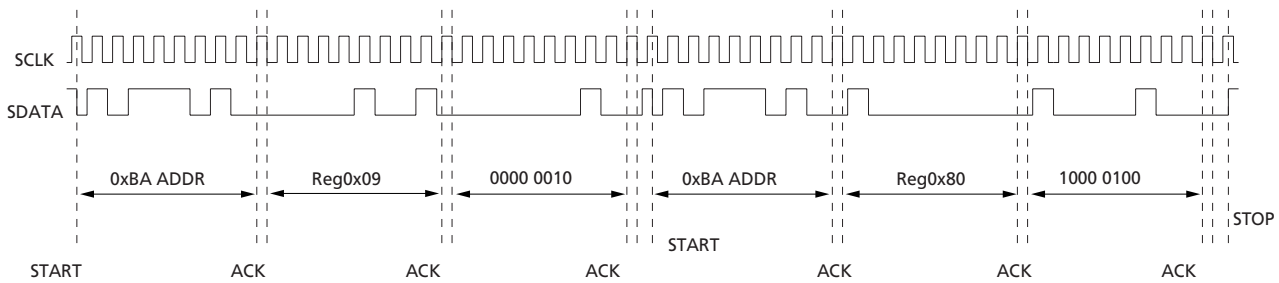 SCLK
SDATA
0xBA ADDR Reg0x09 0000 0010 0xBA ADDR Reg0x80 1000 0100
STOP
START
START ACK ACK ACK ACK ACK ACK